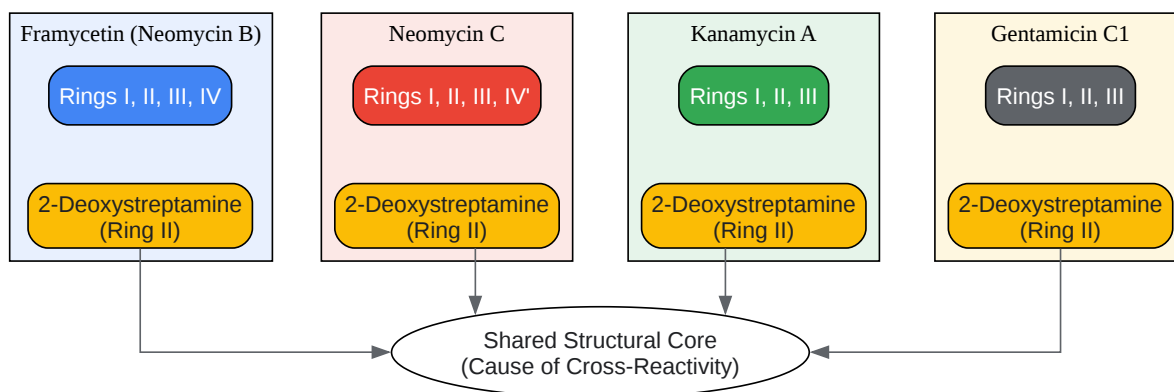 Framycetin (Neomycin B)
Neomycin C
Kanamycin A
Gentamicin C1
Rings I, II, III, IV
Rings I, II, III, IV'
Rings I, II, III
Rings I, II, III
2-Deoxystreptamine
(Ring II)
2-Deoxystreptamine
(Ring II)
2-Deoxystreptamine
(Ring II)
2-Deoxystreptamine
(Ring II)
Shared Structural Core
(Cause of Cross-Reactivity)